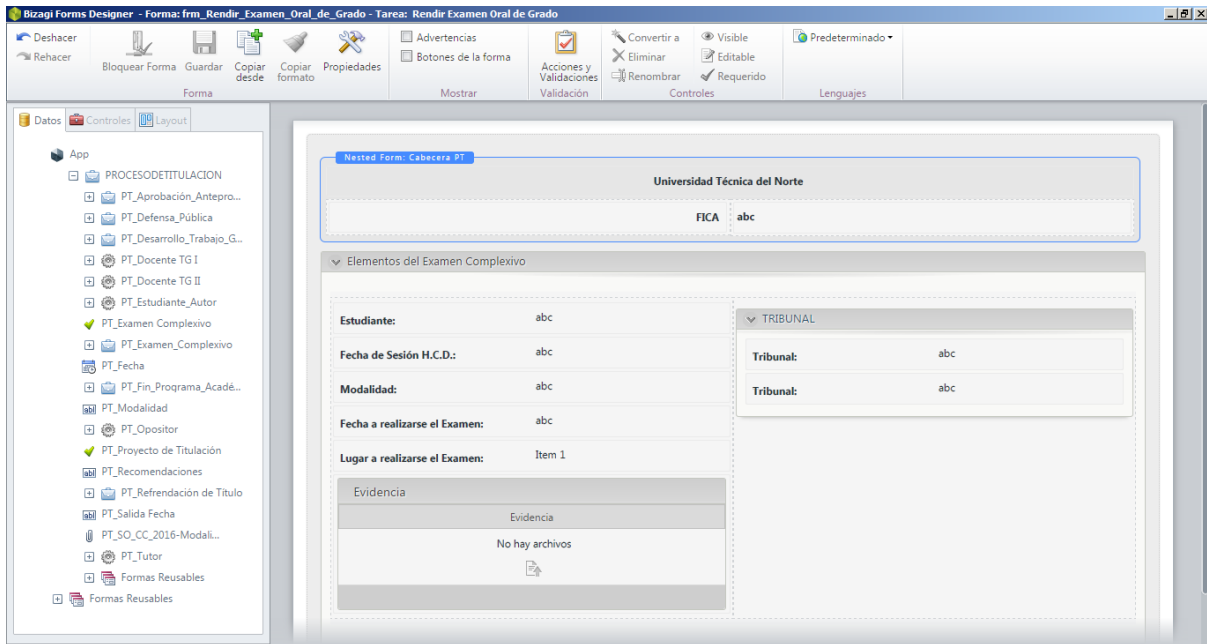 Bizagi Forms Designer - Forma: frm_Rendir_Examen_Oral_de_Grado - Tarea: Rendir Examen Oral de Grado
Deshacer
Rehacer
Bloquear Forma
Guardar
Copiar desde
Forma
Copiar formato
Propiedades
Advertencias
Botones de la forma
Mostrar
Acciones y Validaciones
Validación
Convertir a
Eliminar
Renombrar
Visible
Editable
Requerido
Controles
Predeterminado
Lenguajes
Datos
Controles
Layout
App
PROCESODETITULACION
PT_Aprobación_Antepro...
PT_Defensa_Pública
PT_Desarrollo_Trabajo_G...
PT_Docente TG I
PT_Docente TG II
PT_Estudiante_Autor
PT_Examen Complexivo
PT_Examen_Complexivo
PT_Fecha
PT_Fin_Programa_Acadé...
abl PT_Modalidad
PT_Opositor
PT_Proyecto de Titulación
abl PT_Recomendaciones
PT_Refrendación de Título
abl PT_Salida Fecha
PT_SO_CC_2016-Modali...
PT_Tutor
Formas Reusables
Formas Reusables
Nested Form: Cabecera PT
Universidad Técnica del Norte
FICA abc
Elementos del Examen Complexivo
Estudiante: abc
Fecha de Sesión H.C.D.: abc
Modalidad: abc
Fecha a realizarse el Examen: abc
Lugar a realizarse el Examen: Item 1
Evidencia
Evidencia
No hay archivos
TRIBUNAL
Tribunal: abc
Tribunal: abc